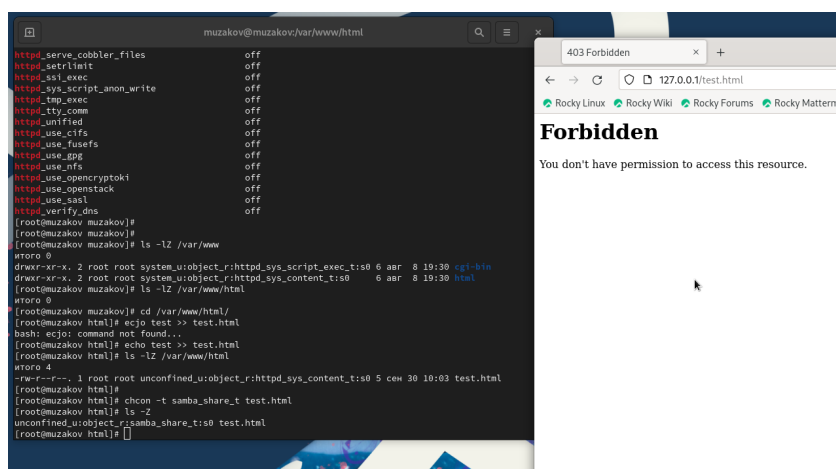 muzakov@muzakov:/var/www/html
httpd_serve_cobbler_files off
httpd_setrlimit off
httpd_ssi_exec off
httpd_sys_script_anon_write off
httpd_tmp_exec off
httpd_tty_comm off
httpd_unified off
httpd_use_cifs off
httpd_use_fusefs off
httpd_use_gpg off
httpd_use_nfs off
httpd_use_opencryptoki off
httpd_use_openstack off
httpd_use_sasl off
httpd_verify_dns off
[root@muzakov muzakov]#
[root@muzakov muzakov]#
[root@muzakov muzakov]# ls -lZ /var/www
итого 0
drwxr-xr-x. 2 root root system_u:object_r:httpd_sys_script_exec_t:s0 6 авг 8 19:30 cgi-bin
drwxr-xr-x. 2 root root system_u:object_r:httpd_sys_content_t:s0 6 авг 8 19:30 html
[root@muzakov muzakov]# ls -lZ /var/www/html
итого 0
[root@muzakov muzakov]# cd /var/www/html/
[root@muzakov html]# ecjo test >> test.html
bash: ecjo: command not found...
[root@muzakov html]# echo test >> test.html
[root@muzakov html]# ls -lZ /var/www/html
итого 4
-rw-r--r--. 1 root root unconfined_u:object_r:httpd_sys_content_t:s0 5 сен 30 10:03 test.html
[root@muzakov html]#
[root@muzakov html]# chcon -t samba_share_t test.html
[root@muzakov html]# ls -Z
unconfined_u:object_r:samba_share_t:s0 test.html
[root@muzakov html]#
403 Forbidden
127.0.0.1/test.html
Rocky Linux Rocky Wiki Rocky Forums Rocky Matterm
Forbidden
You don't have permission to access this resource.